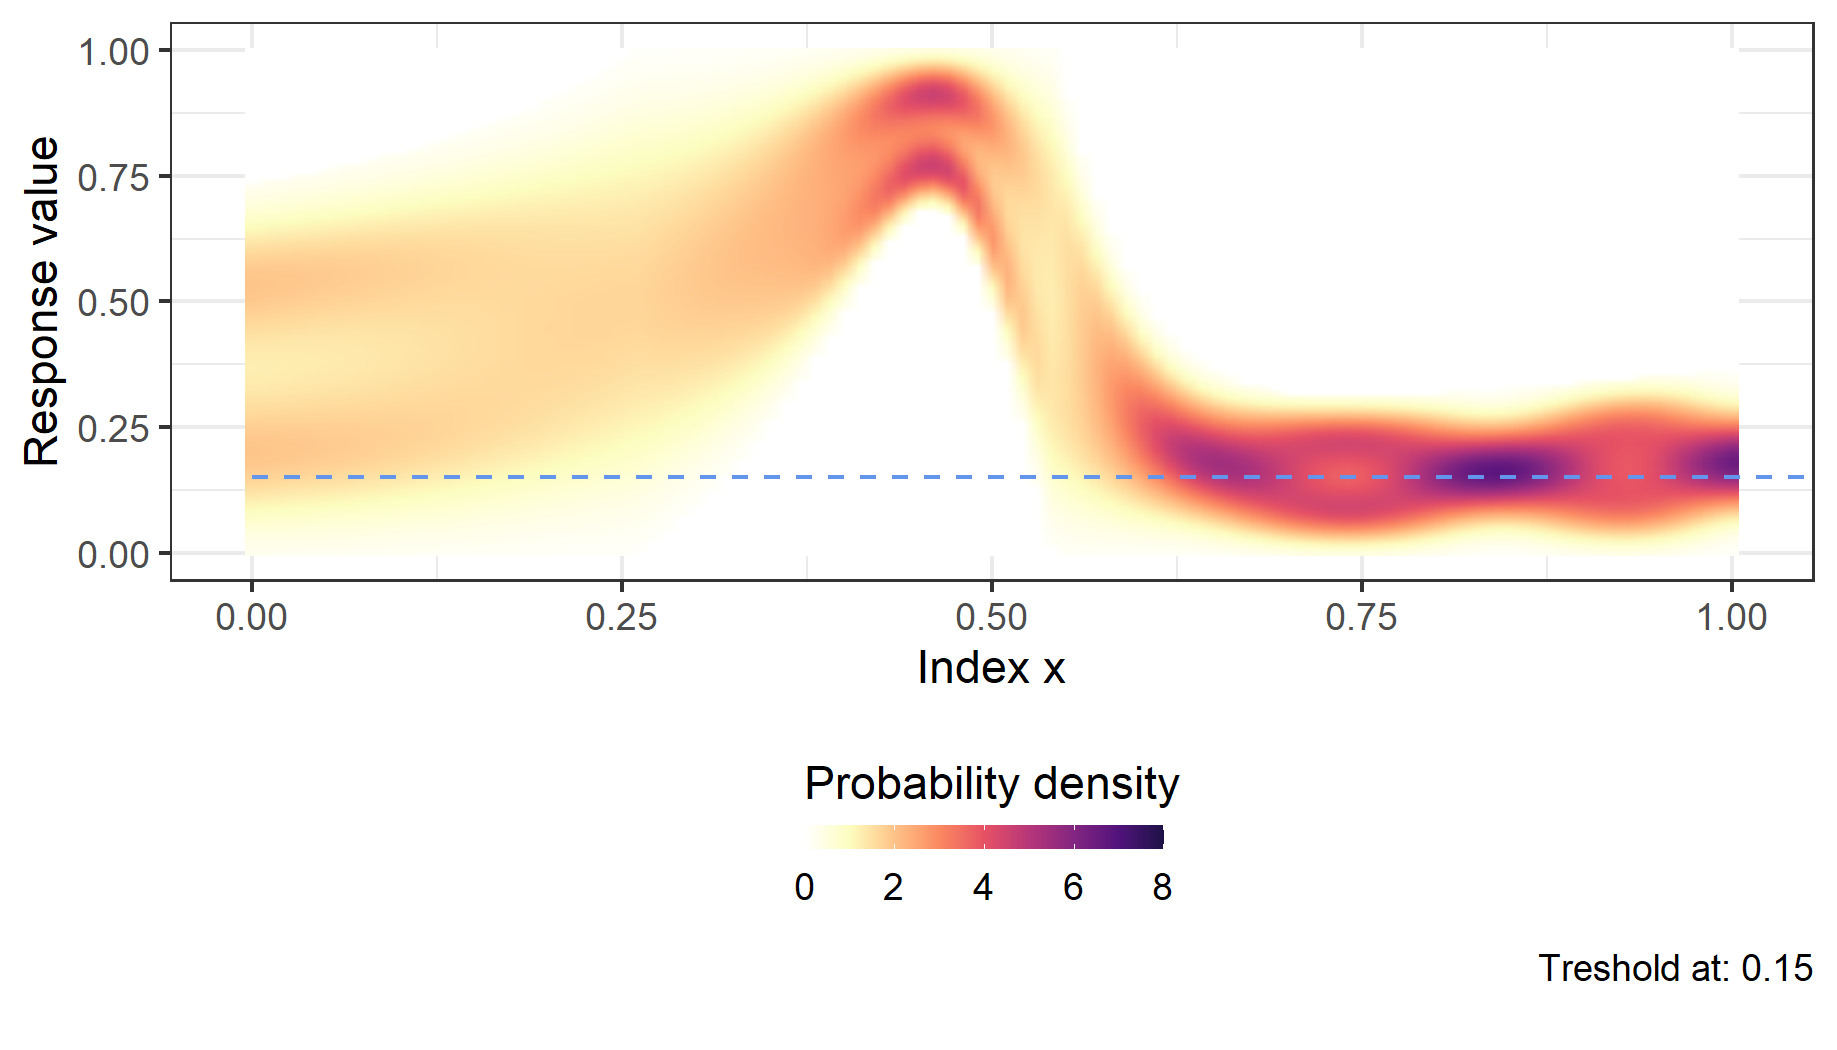 Response value
1.00
0.75
0.50
0.25
0.00
0.00 0.25 0.50 0.75 1.00
Index x
Probability density
0 2 4 6 8
Treshold at: 0.15